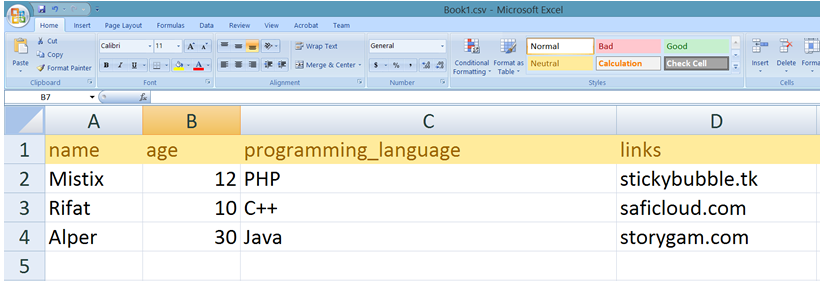 Book1.csv - Microsoft Excel
Home Insert Page Layout Formulas Data Review View Acrobat Team
Cut Calibri 11 A A Wrap Text General Normal Bad Good
Copy
Paste Format Painter B I U Merge & Center $ % , Conditional Formatting Format as Table Neutral Calculation Check Cell Insert Delete Forma
Clipboard Font Alignment Number Styles Cells
B7 fx
A B C D
1 name age programming_language links
2 Mistix 12 PHP stickybubble.tk
3 Rifat 10 C++ saficloud.com
4 Alper 30 Java storygam.com
5